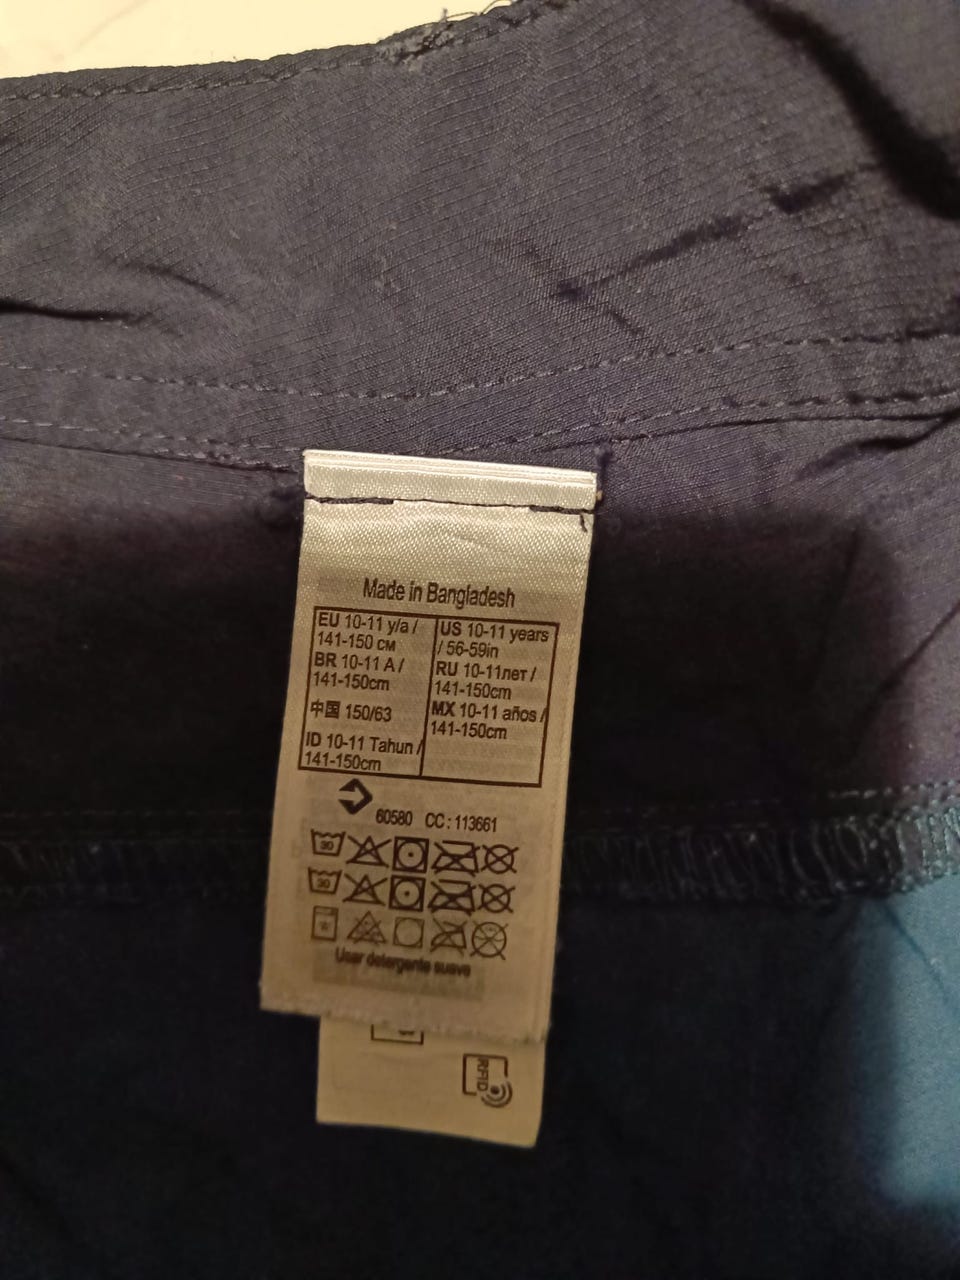 Made in Bangladesh
EU 10-11 y/a /
141-150 см
BR 10-11 A /
141-150cm
中国 150/63
ID 10-11 Tahun /
141-150cm
US 10-11 years
/ 56-59in
RU 10-11лет /
141-150cm
MX 10-11 años /
141-150cm
60580 CC : 113661
30
30
Usar detergente suave
RFID